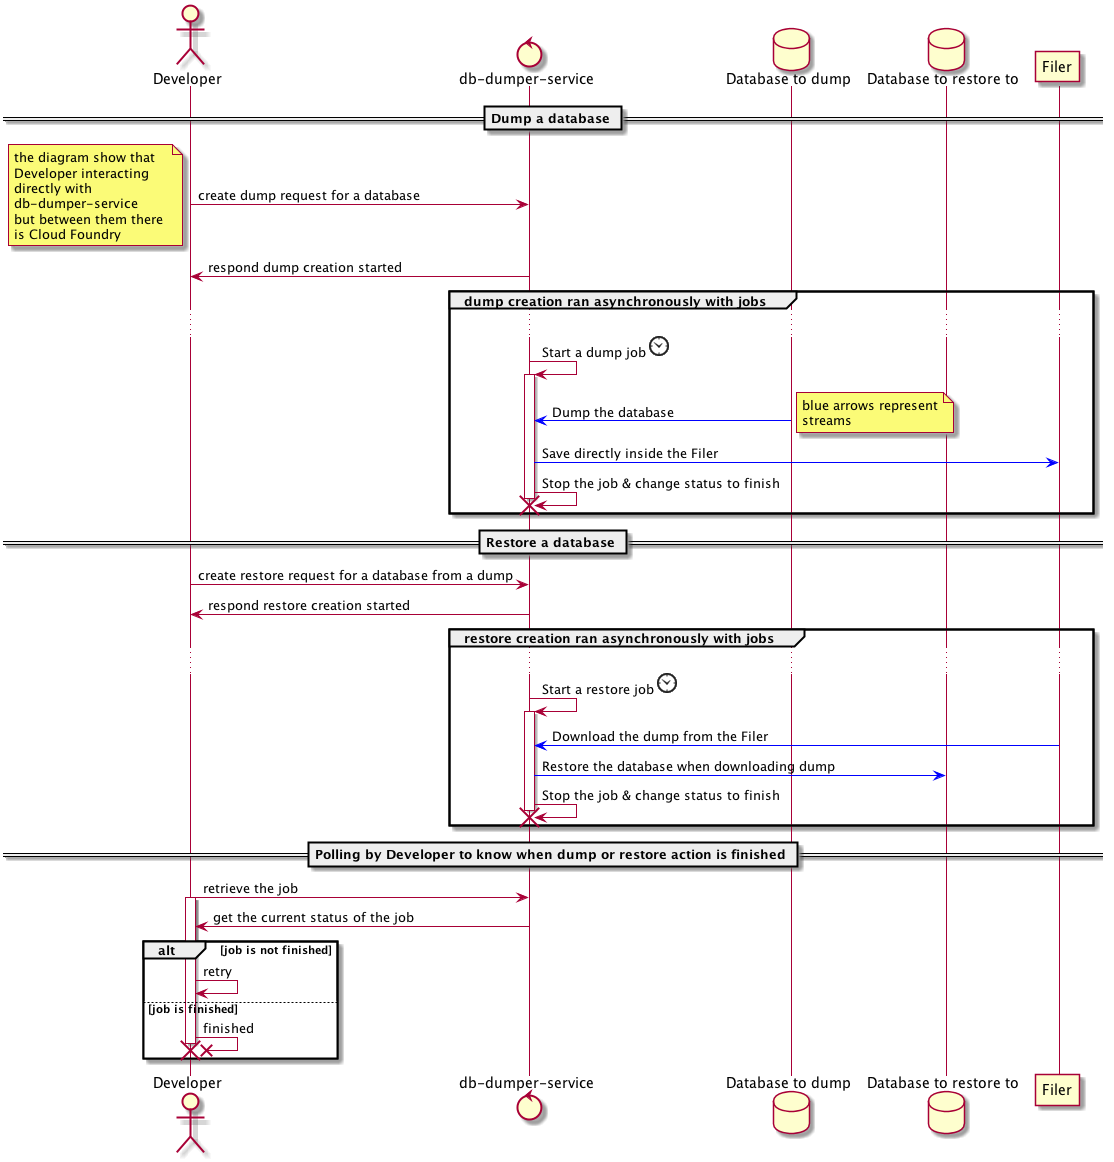 Developer
db-dumper-service
Database to dump
Database to restore to
Filer
Dump a database
the diagram show that
Developer interacting
directly with
db-dumper-service
but between them there
is Cloud Foundry
create dump request for a database
respond dump creation started
dump creation ran asynchronously with jobs
Start a dump job
Dump the database
blue arrows represent
streams
Save directly inside the Filer
Stop the job & change status to finish
Restore a database
create restore request for a database from a dump
respond restore creation started
restore creation ran asynchronously with jobs
Start a restore job
Download the dump from the Filer
Restore the database when downloading dump
Stop the job & change status to finish
Polling by Developer to know when dump or restore action is finished
retrieve the job
get the current status of the job
alt
[job is not finished]
retry
[job is finished]
finished
Developer
db-dumper-service
Database to dump
Database to restore to
Filer